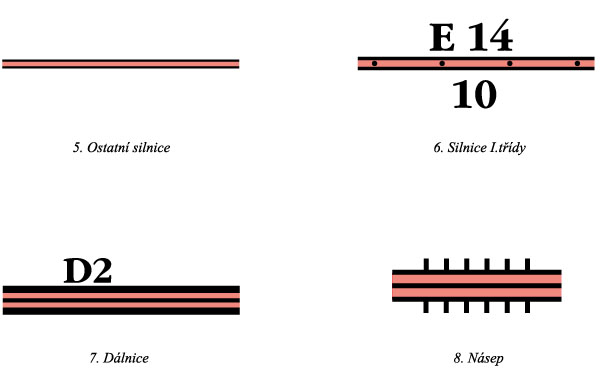 E 14
10
5. Ostatní silnice
6. Silnice I.třídy
D2
7. Dálnice
8. Násep